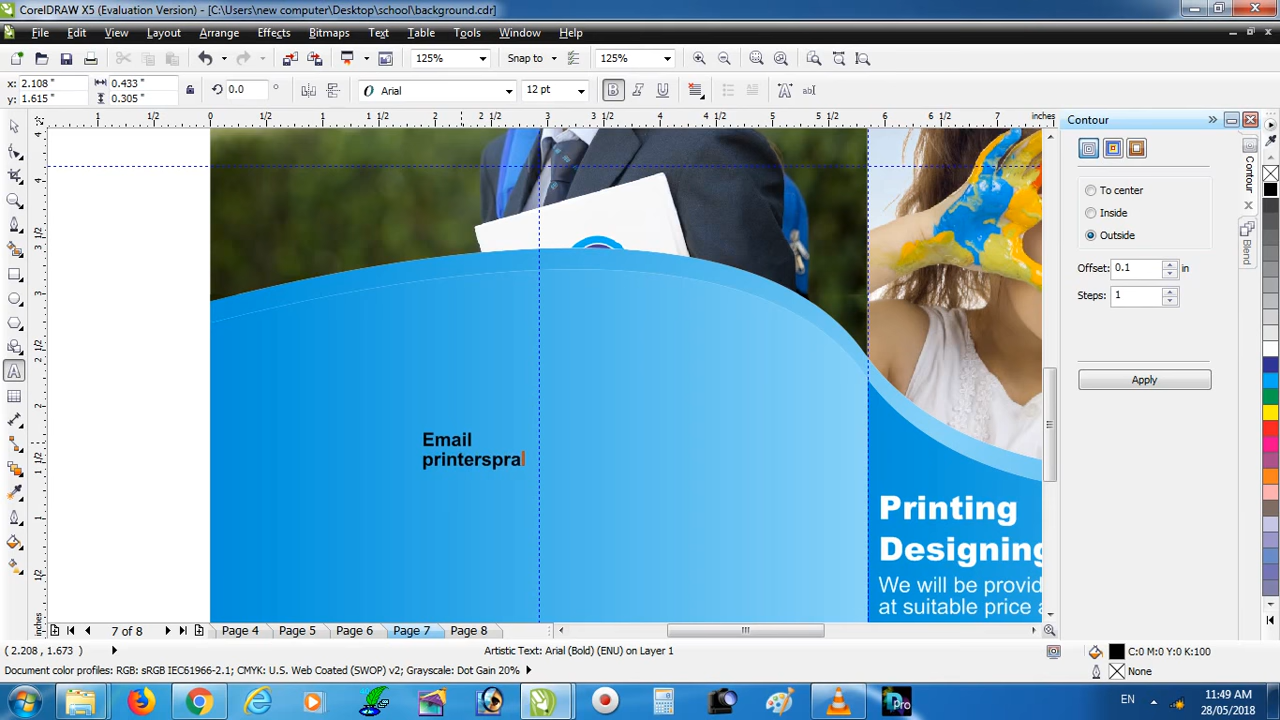 CorelDRAW X5 (Evaluation Version) - [C:\Users\new computer\Desktop\school\background.cdr]
File Edit View Layout Arrange Effects Bitmaps Text Table Tools Window Help
125% Snap to 125%
x: 2.108 " 0.433 "
y: 1.615 " 0.305 "
0.0 °
Arial 12 pt
inches
Contour
To center
Inside
Outside
Offset: 0.1 in
Steps: 1
Apply
Contour
Blend
Email
printerspra
Printing
Designing
We will be provid
at suitable price a
inches
7 of 8 Page 4 Page 5 Page 6 Page 7 Page 8
( 2.208 , 1.673 ) Artistic Text: Arial (Bold) (ENU) on Layer 1 C:0 M:0 Y:0 K:100
Document color profiles: RGB: sRGB IEC61966-2.1; CMYK: U.S. Web Coated (SWOP) v2; Grayscale: Dot Gain 20% None
Pro
EN
11:49 AM
28/05/2018